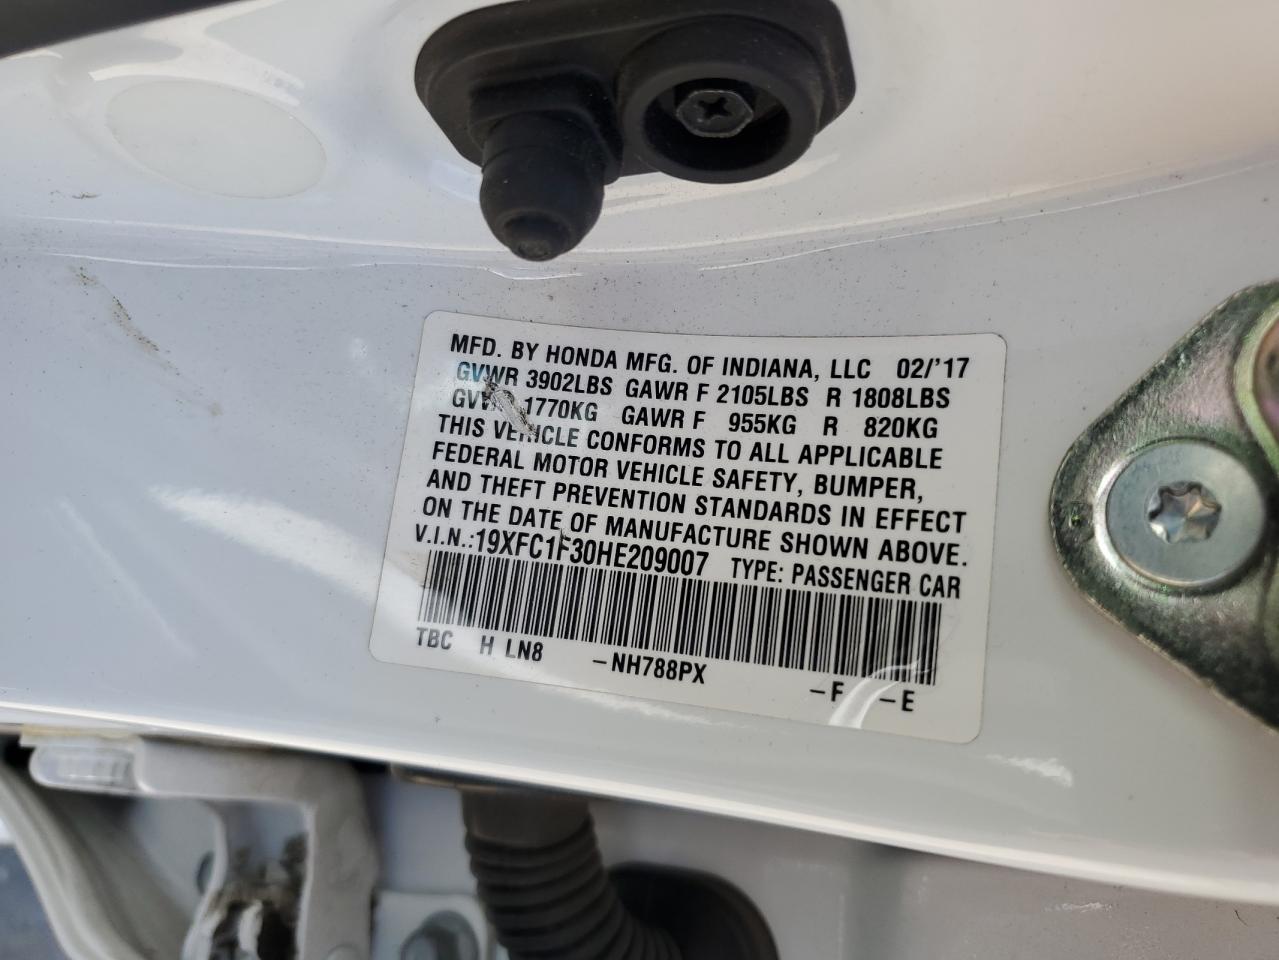 MFD. BY HONDA MFG. OF INDIANA, LLC 02/'17
GVWR 3902LBS GAWR F 2105LBS R 1808LBS
1770KG GAWR F 955KG R 820KG
THIS VEHICLE CONFORMS TO ALL APPLICABLE
FEDERAL MOTOR VEHICLE SAFETY, BUMPER,
AND THEFT PREVENTION STANDARDS IN EFFECT
ON THE DATE OF MANUFACTURE SHOWN ABOVE.
V.I.N.:19XFC1F30HE209007 TYPE: PASSENGER CAR
TBC H LN8 -NH788PX -F -E